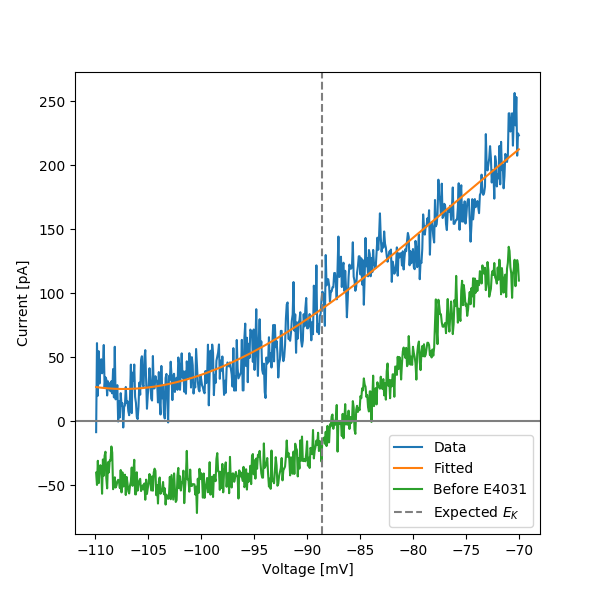 250
200
150
100
50
0
−50
Current [pA]
−110
−105
−100
−95
−90
−85
−80
−75
−70
Voltage [mV]
Data
Fitted
Before E4031
Expected E_K